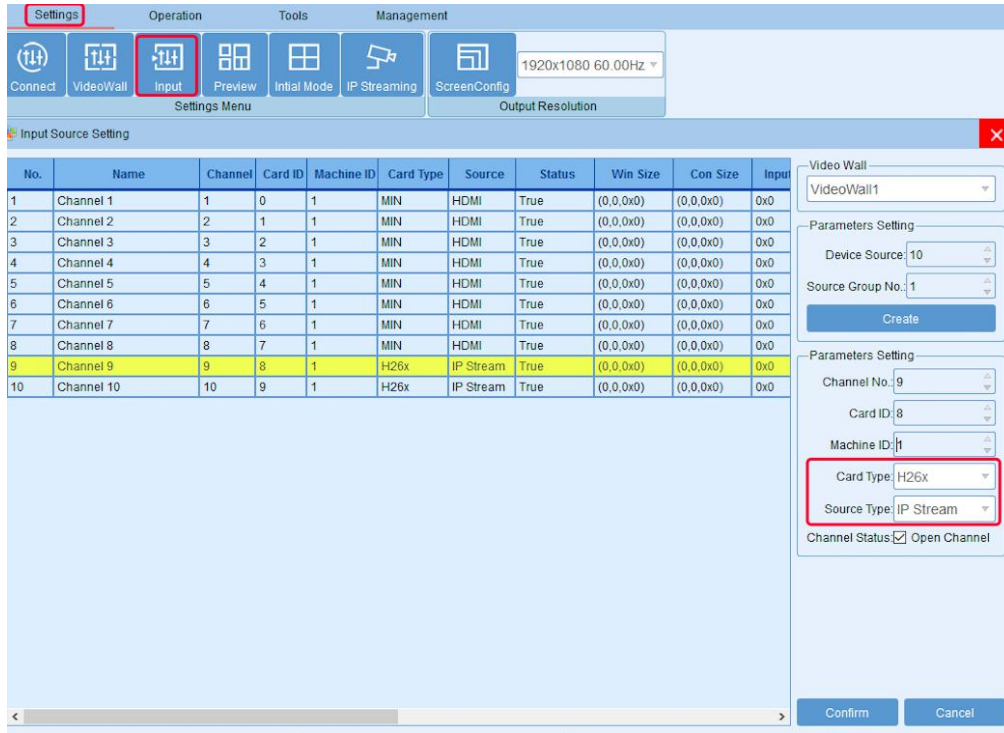 Settings Operation Tools Management
Connect VideoWall Input Preview Intial Mode IP Streaming ScreenConfig 1920x1080 60.00Hz
Settings Menu Output Resolution
Input Source Setting
No. Name Channel Card ID Machine ID Card Type Source Status Win Size Con Size Input
1 Channel 1 1 0 1 MIN HDMI True (0,0,0x0) (0,0,0x0) 0x0
2 Channel 2 2 1 1 MIN HDMI True (0,0,0x0) (0,0,0x0) 0x0
3 Channel 3 3 2 1 MIN HDMI True (0,0,0x0) (0,0,0x0) 0x0
4 Channel 4 4 3 1 MIN HDMI True (0,0,0x0) (0,0,0x0) 0x0
5 Channel 5 5 4 1 MIN HDMI True (0,0,0x0) (0,0,0x0) 0x0
6 Channel 6 6 5 1 MIN HDMI True (0,0,0x0) (0,0,0x0) 0x0
7 Channel 7 7 6 1 MIN HDMI True (0,0,0x0) (0,0,0x0) 0x0
8 Channel 8 8 7 1 MIN HDMI True (0,0,0x0) (0,0,0x0) 0x0
9 Channel 9 9 8 1 H26x IP Stream True (0,0,0x0) (0,0,0x0) 0x0
10 Channel 10 10 9 1 H26x IP Stream True (0,0,0x0) (0,0,0x0) 0x0
Video Wall
VideoWall1
Parameters Setting
Device Source: 10
Source Group No.: 1
Create
Parameters Setting
Channel No.: 9
Card ID: 8
Machine ID: 1
Card Type: H26x
Source Type: IP Stream
Channel Status: Open Channel
Confirm Cancel